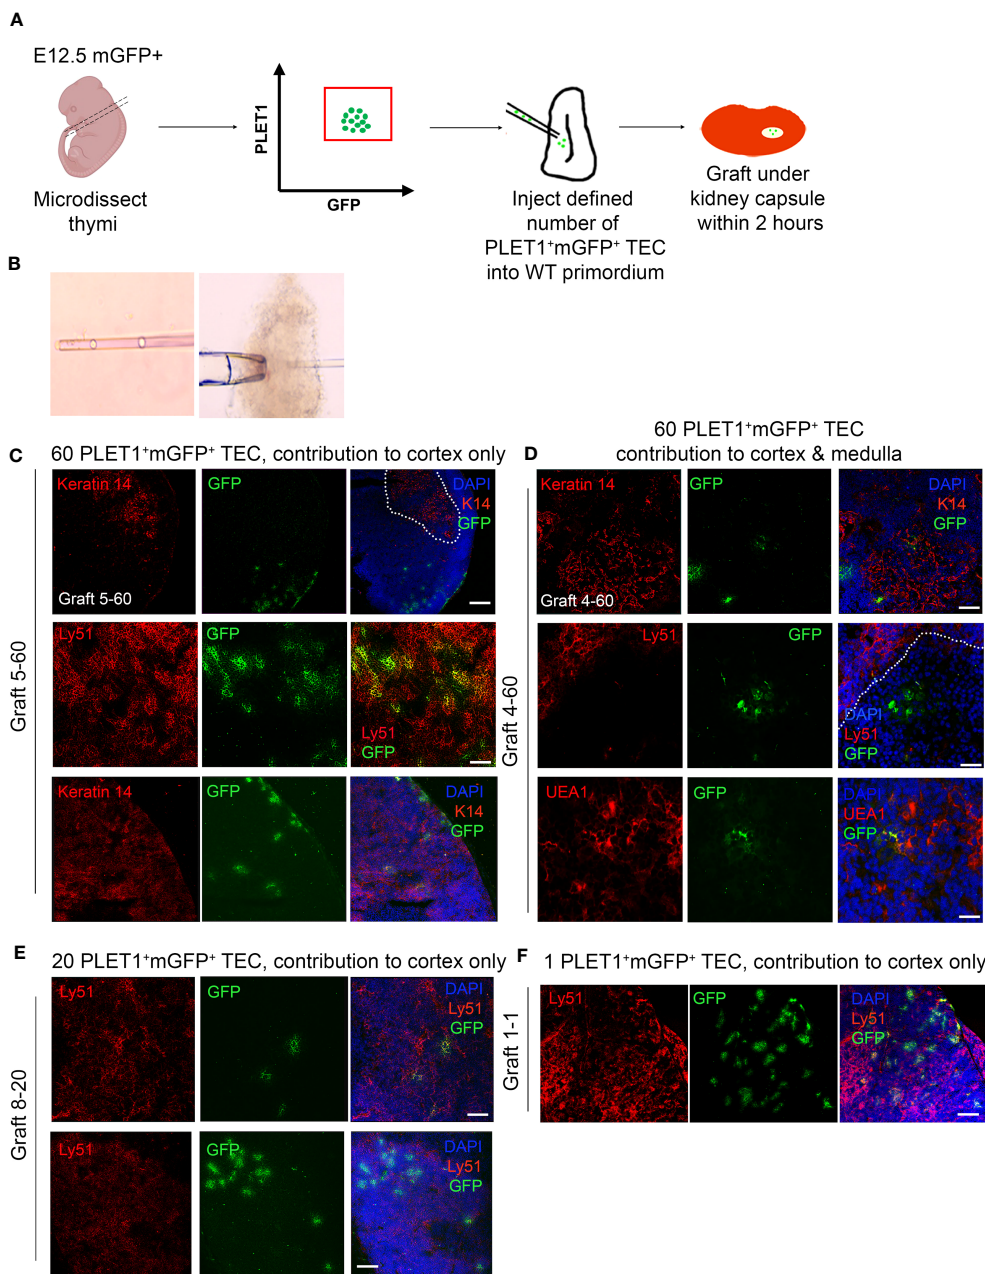 A
E12.5 mGFP+
Microdissect
thymi
PLET1
GFP
Inject defined
number of
PLET1⁺mGFP⁺ TEC
into WT primordium
Graft under
kidney capsule
within 2 hours
B
C
60 PLET1⁺mGFP⁺ TEC, contribution to cortex only
Graft 5-60
Keratin 14
Graft 5-60
GFP
DAPI
K14
GFP
Ly51
GFP
Ly51
GFP
Keratin 14
GFP
DAPI
K14
GFP
D
60 PLET1⁺mGFP⁺ TEC
contribution to cortex & medulla
Graft 4-60
Keratin 14
Graft 4-60
GFP
DAPI
K14
GFP
Ly51
GFP
DAPI
Ly51
GFP
UEA1
GFP
DAPI
UEA1
GFP
E
20 PLET1⁺mGFP⁺ TEC, contribution to cortex only
Graft 8-20
Ly51
GFP
DAPI
Ly51
GFP
Ly51
GFP
DAPI
Ly51
GFP
F
1 PLET1⁺mGFP⁺ TEC, contribution to cortex only
Graft 1-1
Ly51
GFP
DAPI
Ly51
GFP